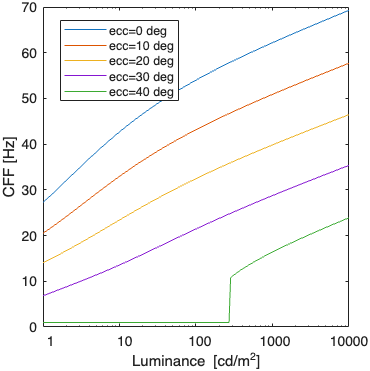 70
60
50
40
30
20
10
0
CFF [Hz]
ecc=0 deg
ecc=10 deg
ecc=20 deg
ecc=30 deg
ecc=40 deg
1 10 100 1000 10000
Luminance [cd/m²]